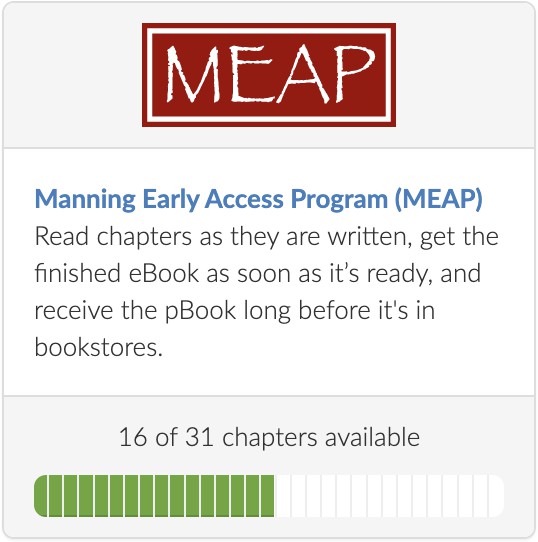 MEAP
Manning Early Access Program (MEAP)
Read chapters as they are written, get the
finished eBook as soon as it’s ready, and
receive the pBook long before it's in
bookstores.
16 of 31 chapters available